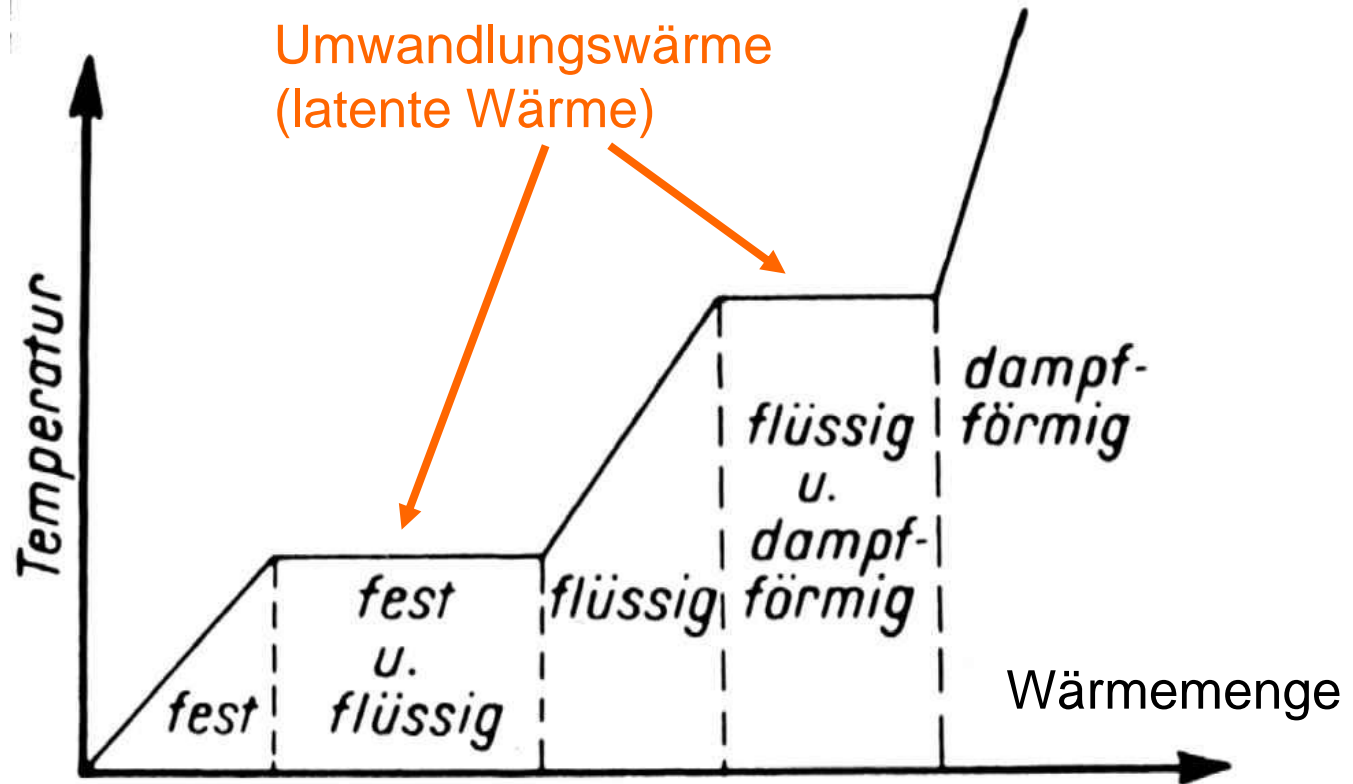 Umwandlungswärme
(latente Wärme)
Temperatur
dampf-
förmig
flüssig
u.
dampf-
förmig
fest
u.
flüssig
flüssig
fest
Wärmemenge